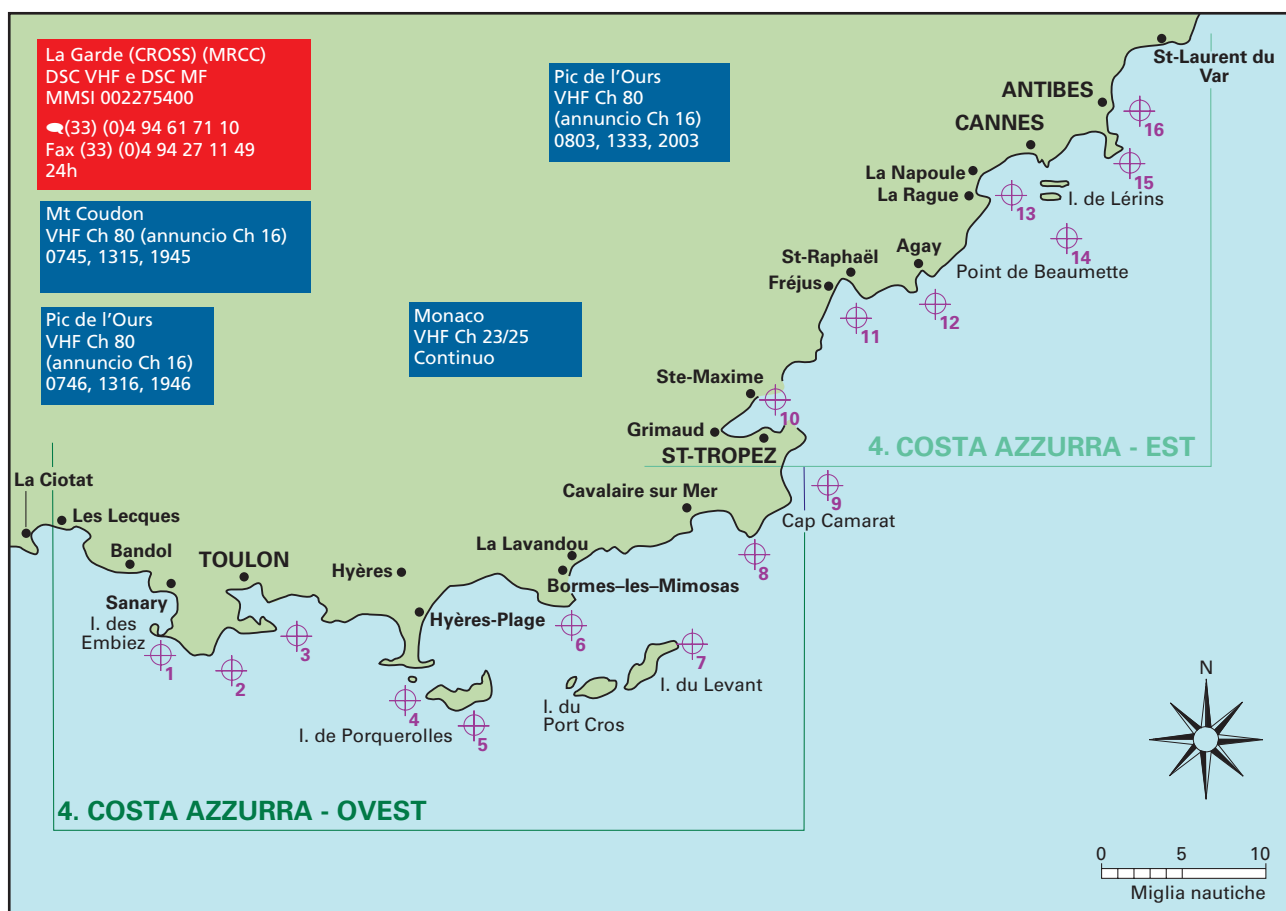 La Garde (CROSS) (MRCC)
DSC VHF e DSC MF
MMSI 002275400
(33) (0)4 94 61 71 10
Fax (33) (0)4 94 27 11 49
24h
Mt Coudon
VHF Ch 80 (annuncio Ch 16)
0745, 1315, 1945
Pic de l'Ours
VHF Ch 80
(annuncio Ch 16)
0746, 1316, 1946
Pic de l'Ours
VHF Ch 80
(annuncio Ch 16)
0803, 1333, 2003
Monaco
VHF Ch 23/25
Continuo
St-Laurent du
Var
ANTIBES
16
CANNES
15
La Napoule
La Rague
13
I. de Lérins
14
Agay
Point de Beaumette
St-Raphaël
Fréjus
12
11
Ste-Maxime
10
Grimaud
ST-TROPEZ
4. COSTA AZZURRA - EST
La Ciotat
Les Lecques
Bandol
TOULON
Sanary
I. des
Embiez
Hyères
Hyères-Plage
La Lavandou
Bormes–les–Mimosas
Cavalaire sur Mer
9
Cap Camarat
8
1
2
3
4
I. de Porquerolles
5
6
7
I. du Levant
I. du
Port Cros
4. COSTA AZZURRA - OVEST
N
0 5 10
Miglia nautiche